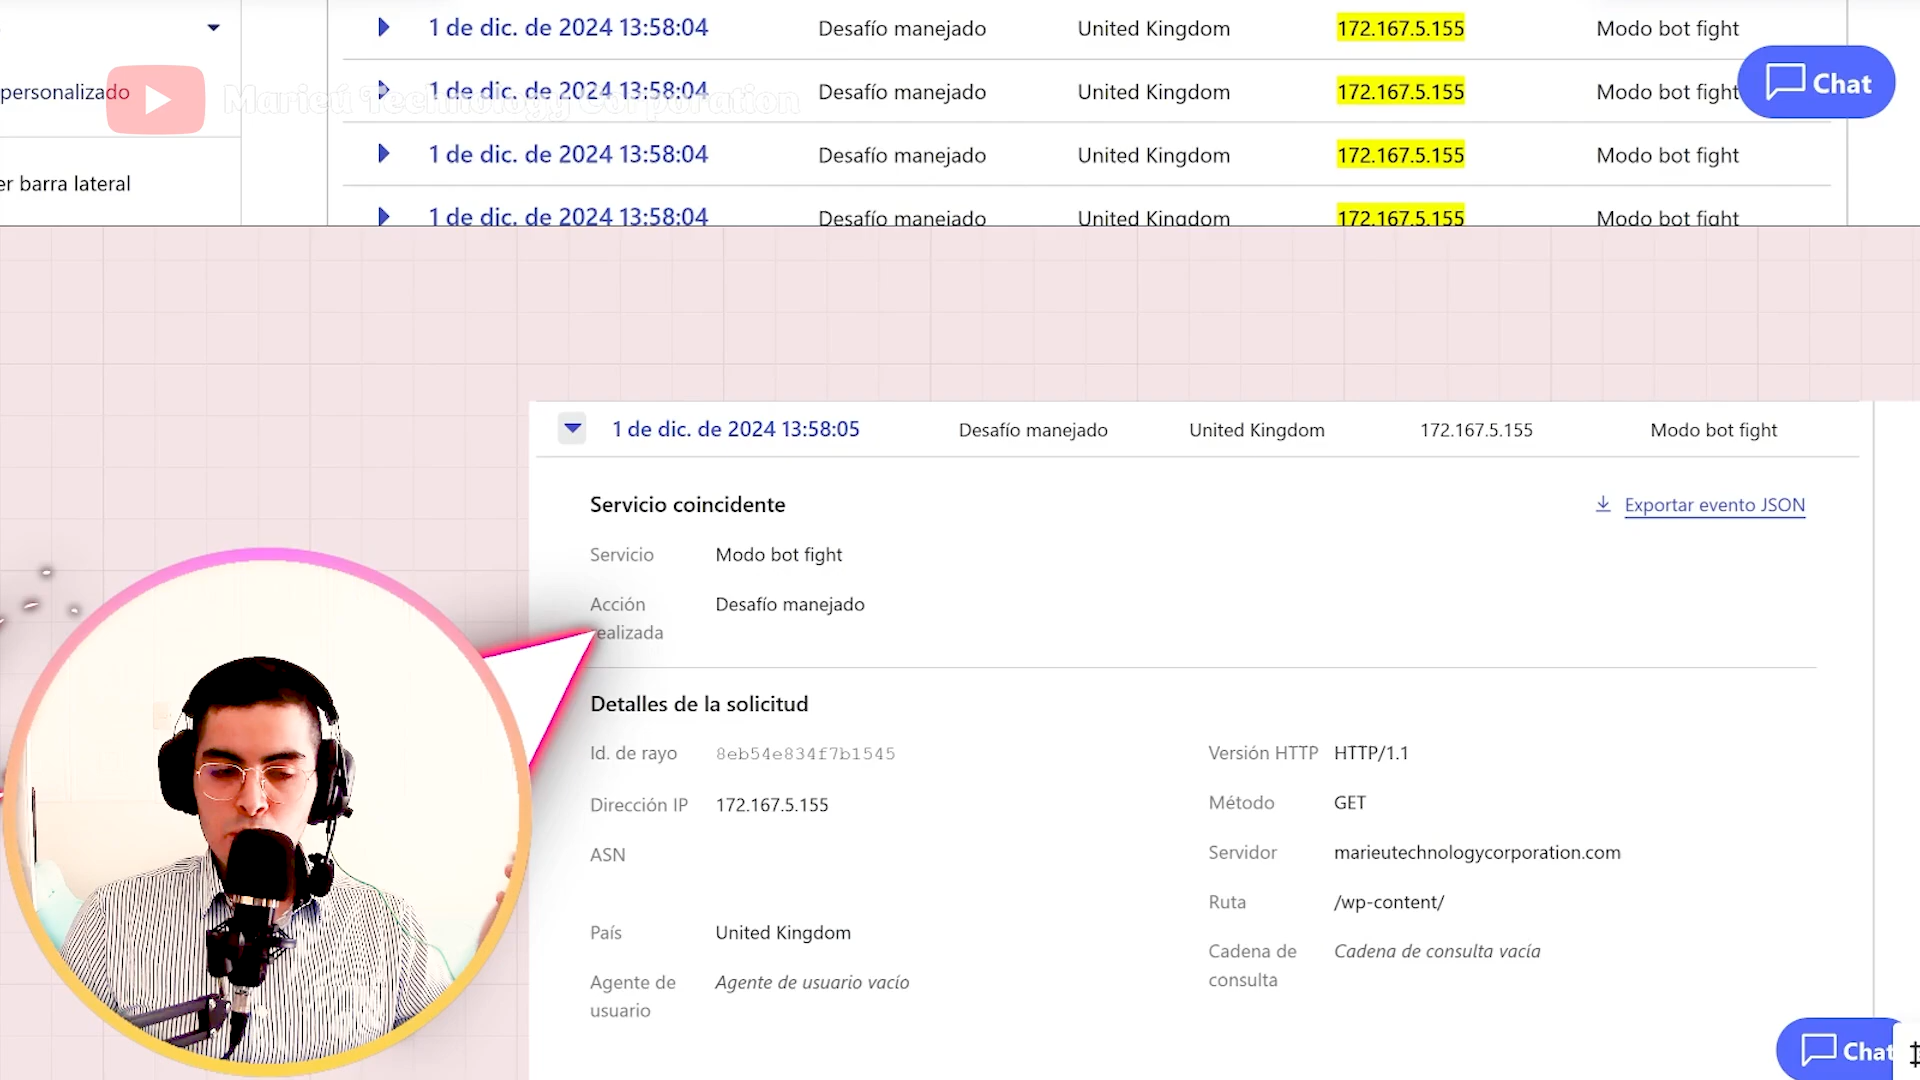 1 de dic. de 2024 13:58:04 Desafío manejado United Kingdom 172.167.5.155 Modo bot fight
personalizado
Marieú Technology Corporation
1 de dic. de 2024 13:58:04 Desafío manejado United Kingdom 172.167.5.155 Modo bot fight
Chat
1 de dic. de 2024 13:58:04 Desafío manejado United Kingdom 172.167.5.155 Modo bot fight
er barra lateral
1 de dic. de 2024 13:58:04 Desafío manejado United Kingdom 172.167.5.155 Modo bot fight
1 de dic. de 2024 13:58:05 Desafío manejado United Kingdom 172.167.5.155 Modo bot fight
Servicio coincidente
Exportar evento JSON
Servicio Modo bot fight
Acción realizada Desafío manejado
Detalles de la solicitud
Id. de rayo 8eb54e834f7b1545
Dirección IP 172.167.5.155
ASN
País United Kingdom
Agente de usuario Agente de usuario vacío
Versión HTTP HTTP/1.1
Método GET
Servidor marieutechnologycorporation.com
Ruta /wp-content/
Cadena de consulta Cadena de consulta vacía
Chat